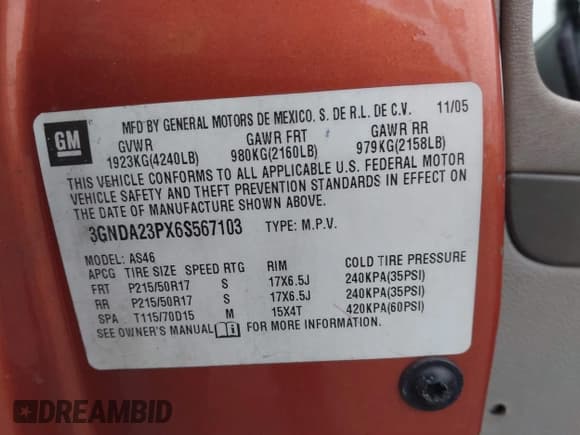 GM
MFD BY GENERAL MOTORS DE MEXICO. S. DE R.L. DE C.V. 11/05
GVWR GAWR FRT GAWR RR
1923KG(4240LB) 980KG(2160LB) 979KG(2158LB)
THIS VEHICLE CONFORMS TO ALL APPLICABLE U.S. FEDERAL MOTOR
VEHICLE SAFETY AND THEFT PREVENTION STANDARDS IN EFFECT ON
THE DATE OF MANUFACTURE SHOWN ABOVE.
3GNDA23PX6S567103 TYPE: M.P.V.
MODEL: AS46
APCG TIRE SIZE SPEED RTG RIM COLD TIRE PRESSURE
FRT P215/50R17 S 17X6.5J 240KPA(35PSI)
RR P215/50R17 S 17X6.5J 240KPA(35PSI)
SPA T115/70D15 M 15X4T 420KPA(60PSI)
SEE OWNER'S MANUAL FOR MORE INFORMATION.
DREAMBID